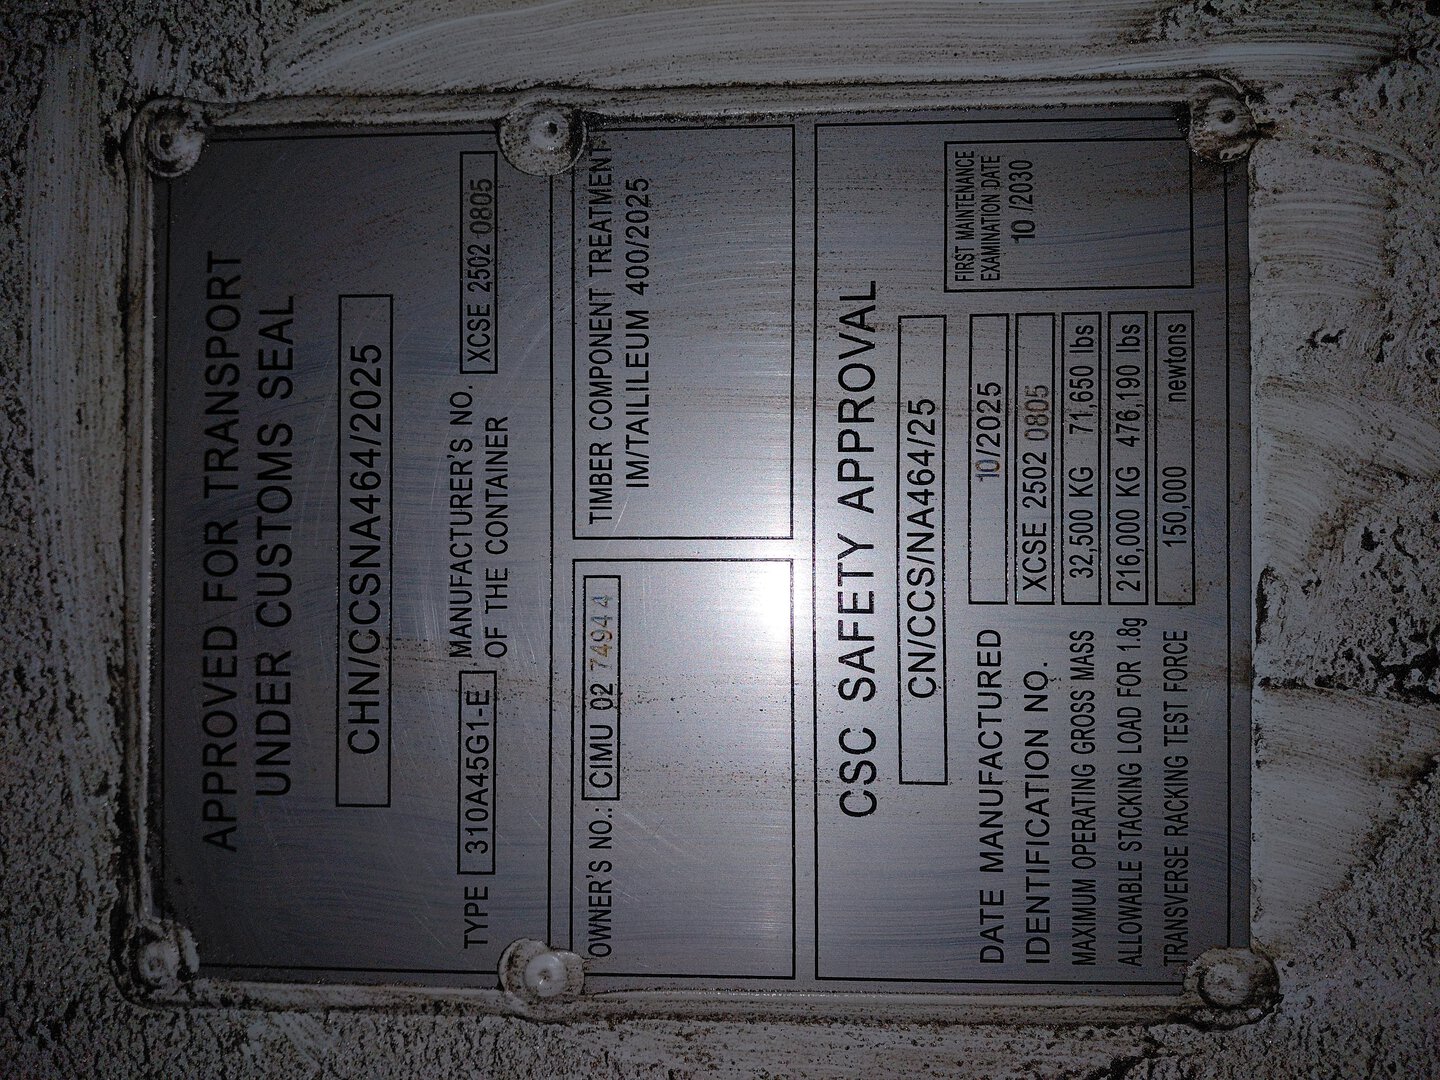 APPROVED FOR TRANSPORT
UNDER CUSTOMS SEAL
CHN/CCSNA464/2025
TYPE 310A45G1-E MANUFACTURER'S NO. XCSE 2502 0805
OF THE CONTAINER
OWNER'S NO.: CIMU 02 7494 4
TIMBER COMPONENT TREATMENT
IM/TAILILEUM 400/2025
CSC SAFETY APPROVAL
CN/CCS/NA464/25
DATE MANUFACTURED 10/2025
IDENTIFICATION NO. XCSE 2502 0805
MAXIMUM OPERATING GROSS MASS 32,500 KG 71,650 lbs
ALLOWABLE STACKING LOAD FOR 1.8g 216,000 KG 476,190 lbs
TRANSVERSE RACKING TEST FORCE 150,000 newtons
FIRST MAINTENANCE
EXAMINATION DATE
10 /2030